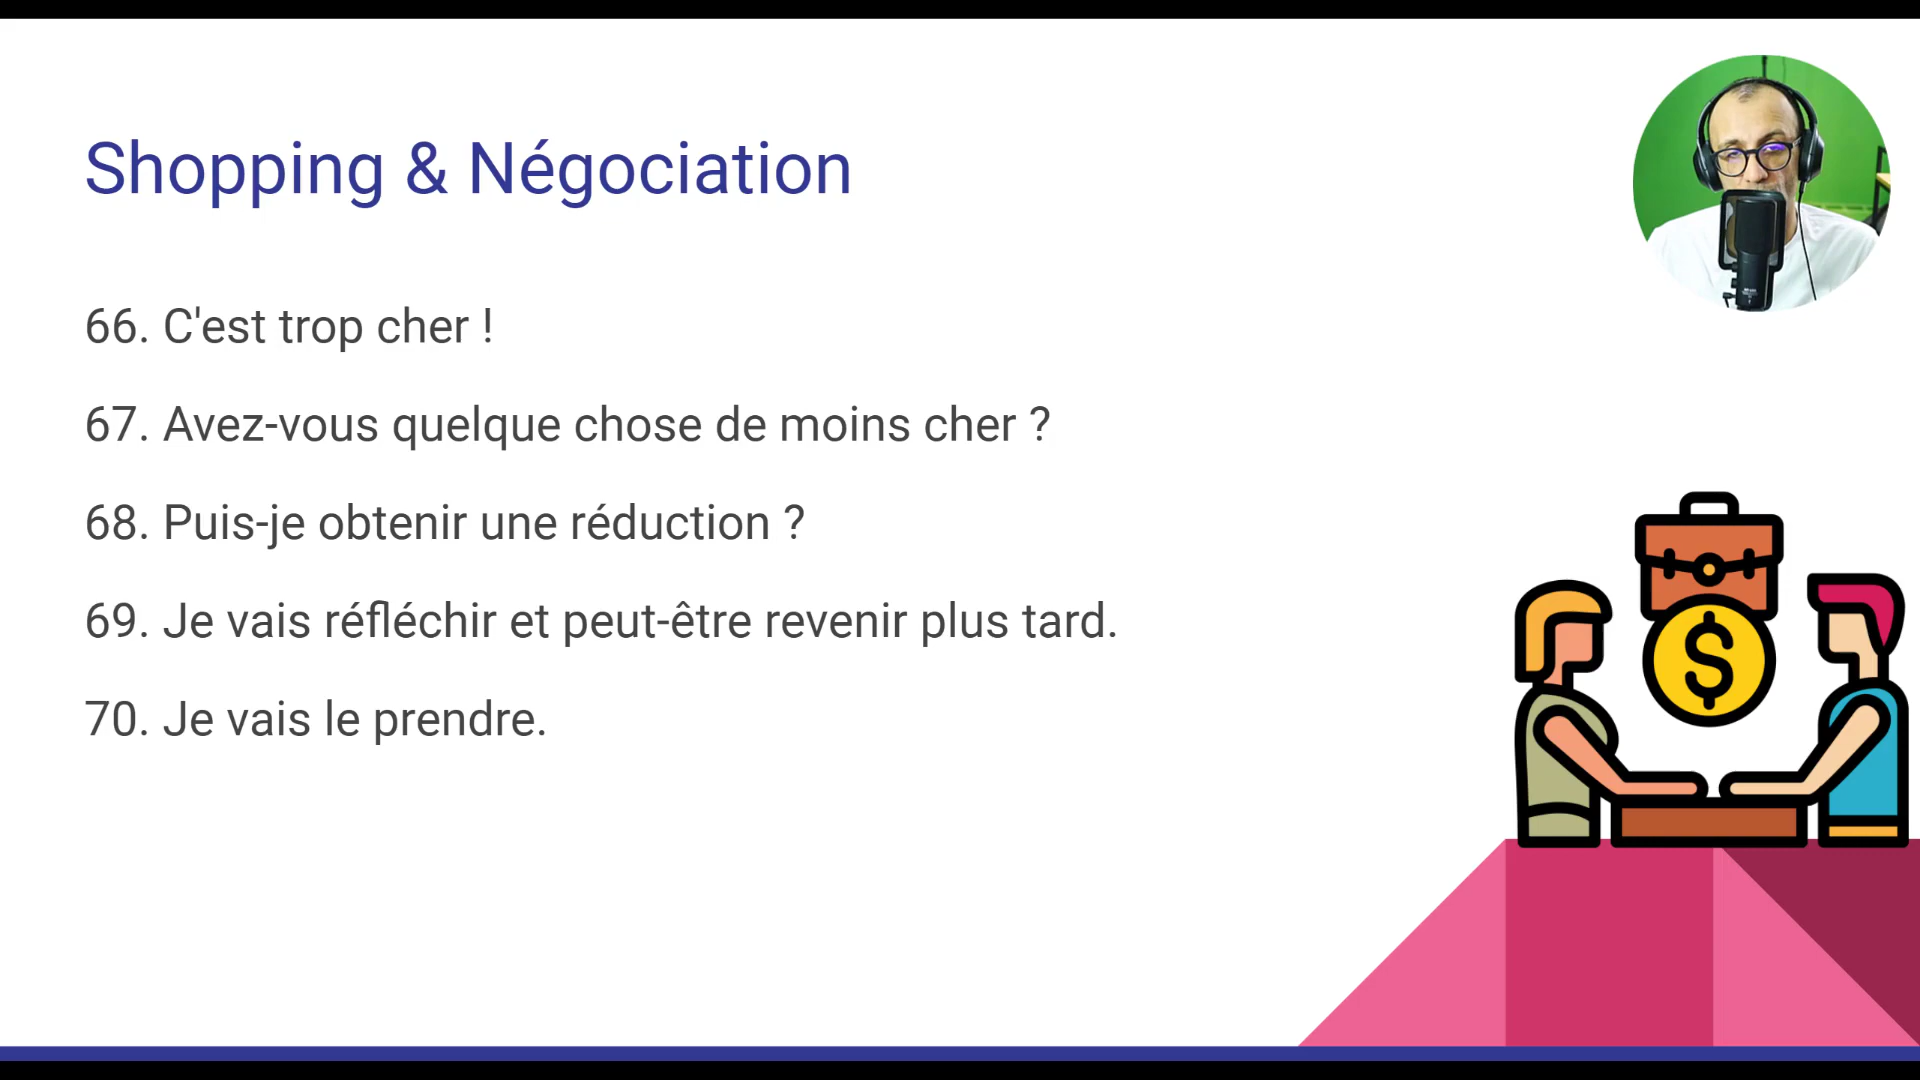 Shopping & Négociation
66. C'est trop cher !
67. Avez-vous quelque chose de moins cher ?
68. Puis-je obtenir une réduction ?
69. Je vais réfléchir et peut-être revenir plus tard.
70. Je vais le prendre.
$